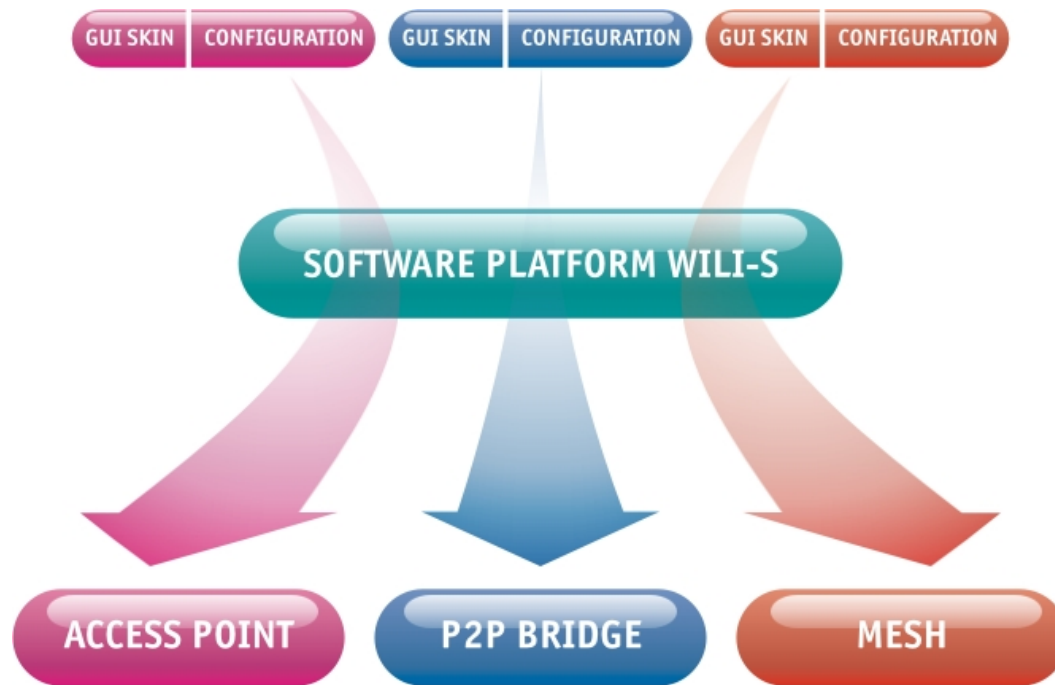 GUI SKIN CONFIGURATION GUI SKIN CONFIGURATION GUI SKIN CONFIGURATION
SOFTWARE PLATFORM WILI-S
ACCESS POINT P2P BRIDGE MESH